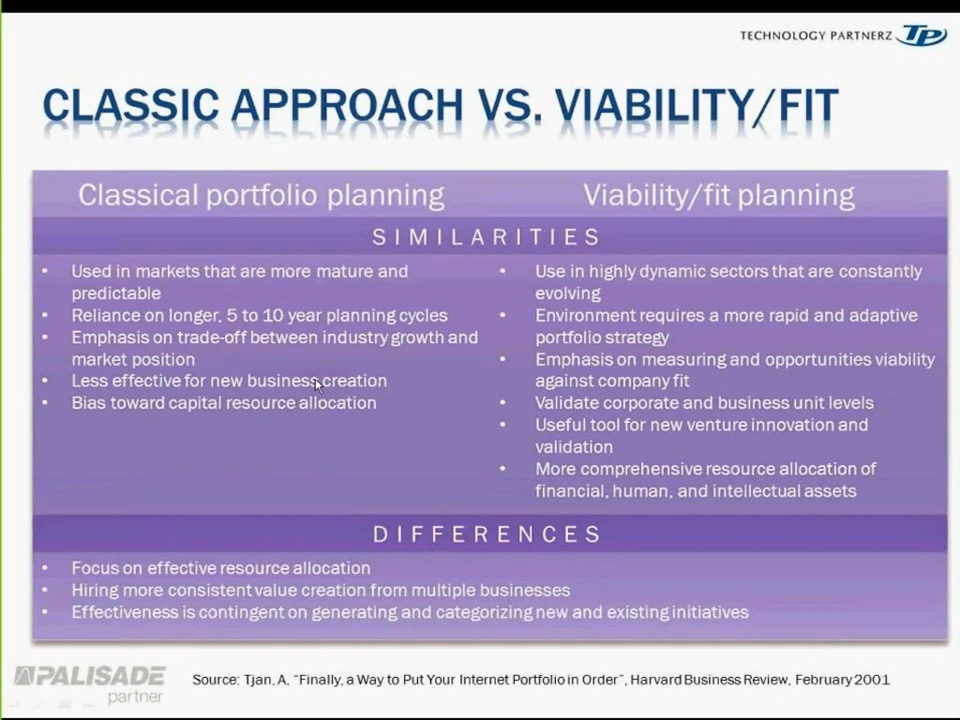 TECHNOLOGY PARTNERZ TP
CLASSIC APPROACH VS. VIABILITY/FIT
Classical portfolio planning
Viability/fit planning
SIMILARITIES
• Used in markets that are more mature and
predictable
• Reliance on longer, 5 to 10 year planning cycles
• Emphasis on trade-off between industry growth and
market position
• Less effective for new business creation
• Bias toward capital resource allocation
• Use in highly dynamic sectors that are constantly
evolving
• Environment requires a more rapid and adaptive
portfolio strategy
• Emphasis on measuring and opportunities viability
against company fit
• Validate corporate and business unit levels
• Useful tool for new venture innovation and
validation
• More comprehensive resource allocation of
financial, human, and intellectual assets
DIFFERENCES
• Focus on effective resource allocation
• Hiring more consistent value creation from multiple businesses
• Effectiveness is contingent on generating and categorizing new and existing initiatives
PALISADE
partner
Source: Tjan, A, “Finally, a Way to Put Your Internet Portfolio in Order”, Harvard Business Review, February 2001